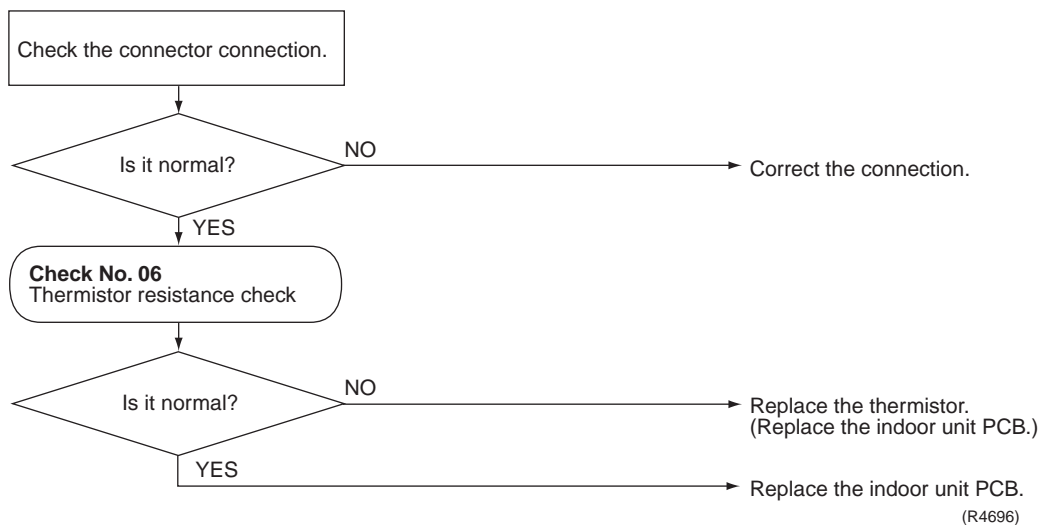 Check the connector connection.
Is it normal?
NO
Correct the connection.
YES
Check No. 06
Thermistor resistance check
Is it normal?
NO
Replace the thermistor.
(Replace the indoor unit PCB.)
YES
Replace the indoor unit PCB.
(R4696)